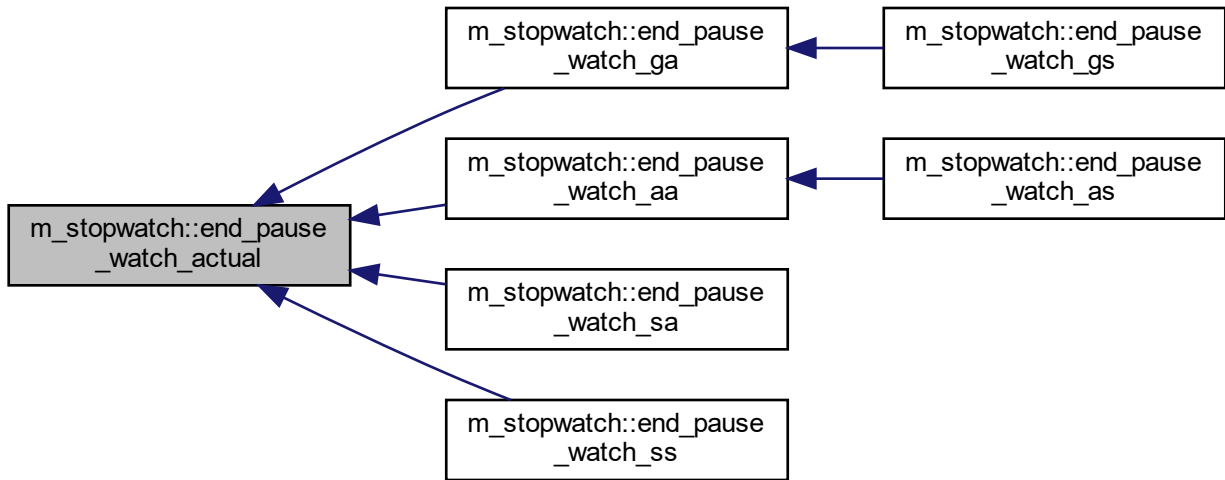 m_stopwatch::end_pause
_watch_ga
m_stopwatch::end_pause
_watch_gs
m_stopwatch::end_pause
_watch_aa
m_stopwatch::end_pause
_watch_as
m_stopwatch::end_pause
_watch_actual
m_stopwatch::end_pause
_watch_sa
m_stopwatch::end_pause
_watch_ss